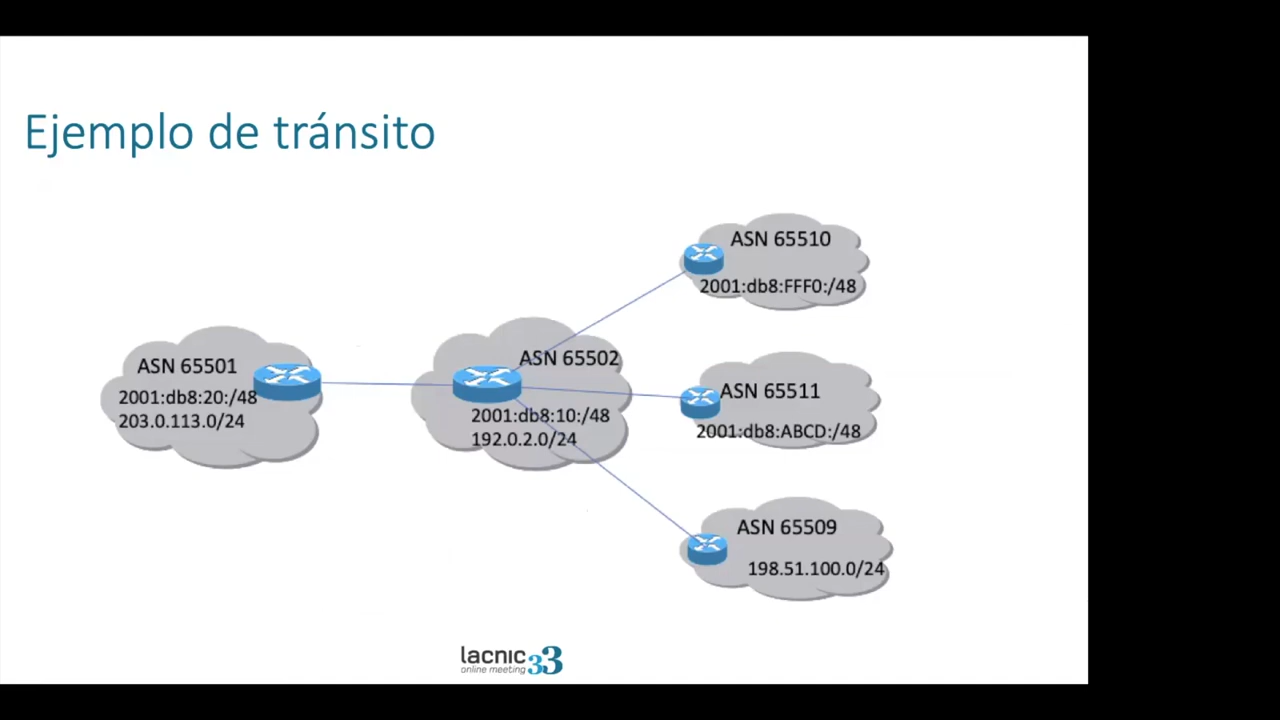 Ejemplo de tránsito
ASN 65510
2001:db8:FFF0:/48
ASN 65501
2001:db8:20:/48
203.0.113.0/24
ASN 65502
2001:db8:10:/48
192.0.2.0/24
ASN 65511
2001:db8:ABCD:/48
ASN 65509
198.51.100.0/24
lacnic 33
online meeting